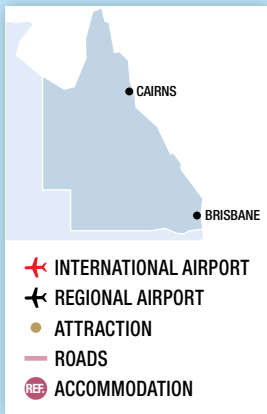 CAIRNS
BRISBANE
INTERNATIONAL AIRPORT
REGIONAL AIRPORT
ATTRACTION
ROADS
REF. ACCOMMODATION